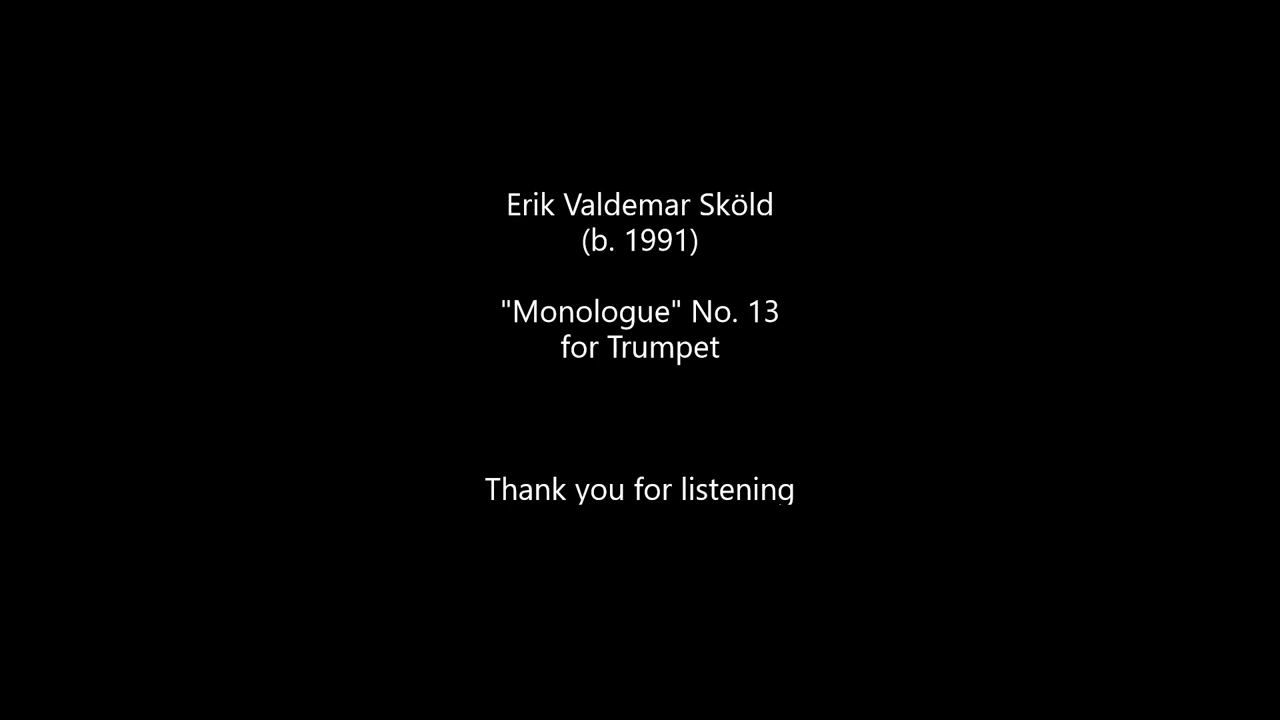 Erik Valdemar Sköld
(b. 1991)
"Monologue" No. 13
for Trumpet
Thank you for listening